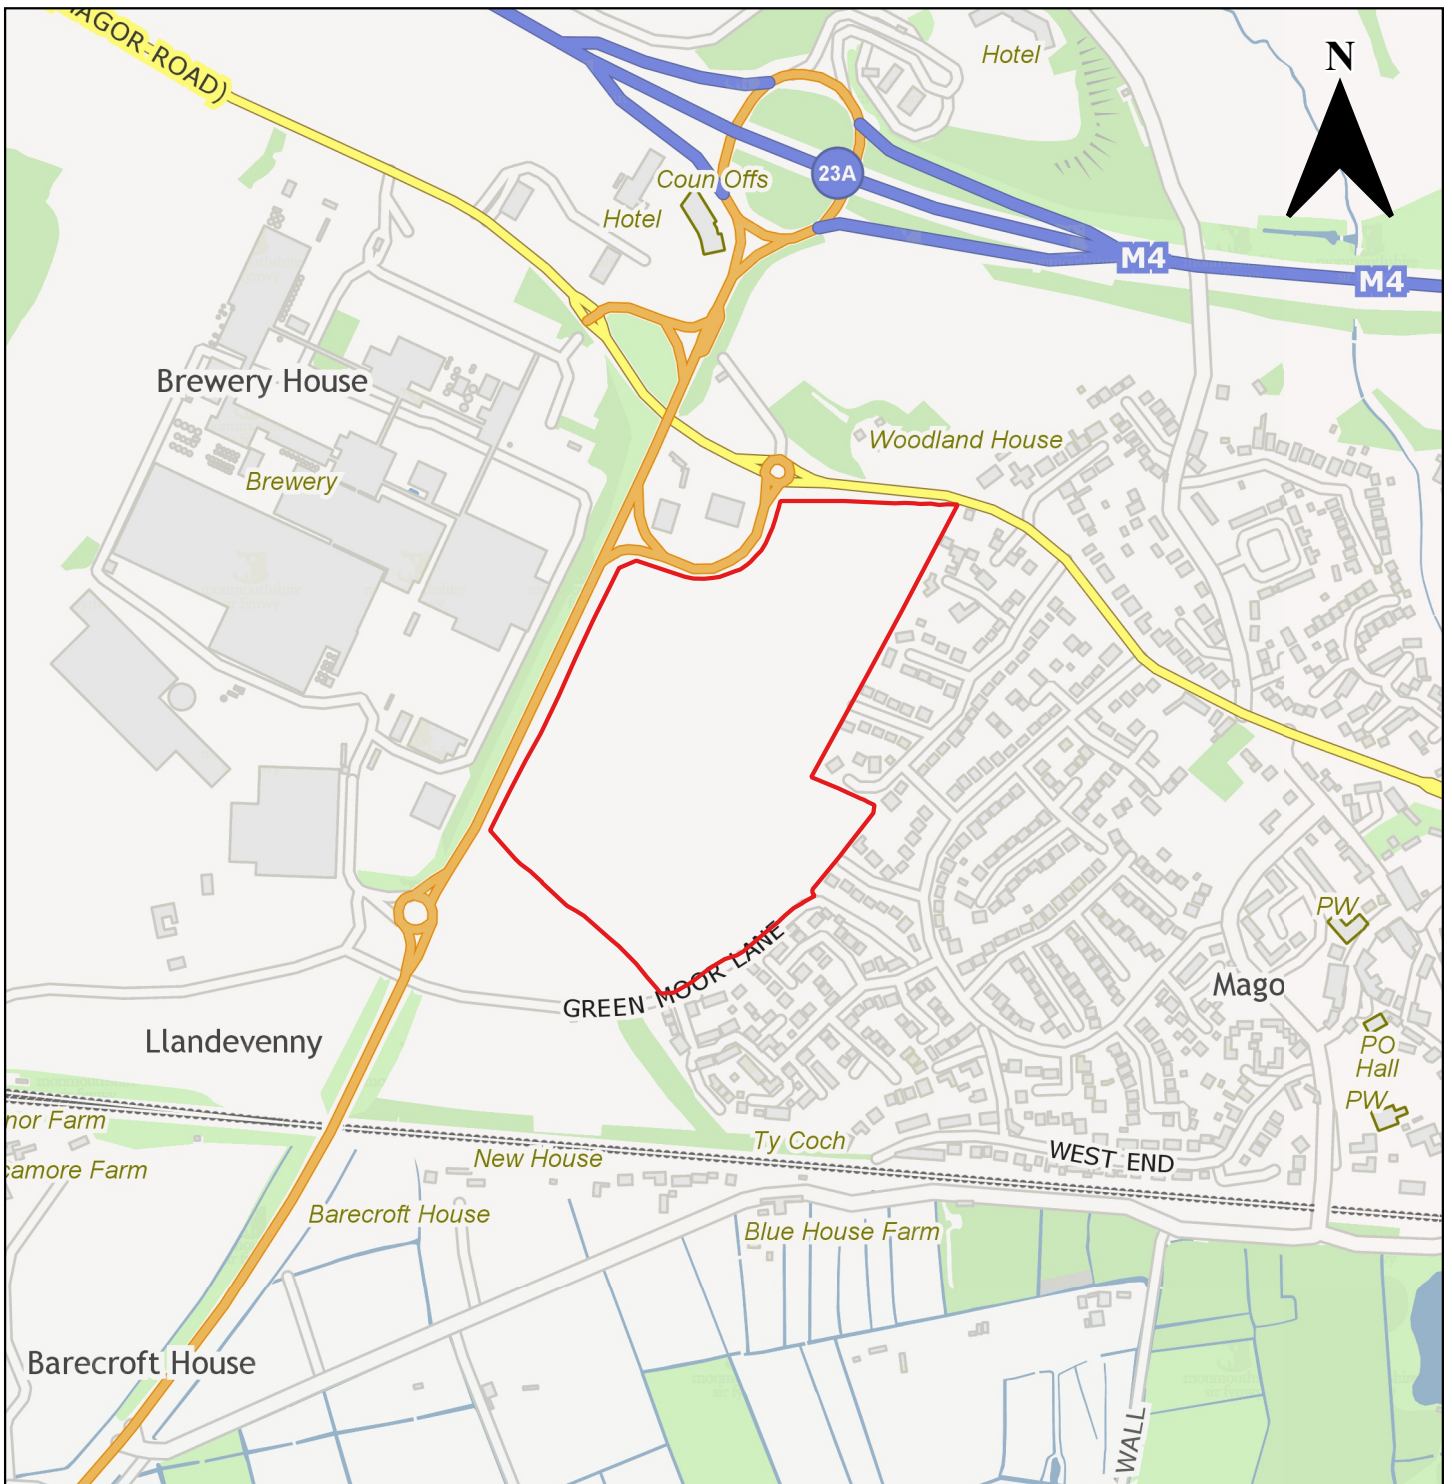 MAGOR ROAD)
Hotel
N
23A
Coun Offs
Hotel
M4
M4
Brewery House
Woodland House
Brewery
PW
GREEN MOOR LANE
Mago
Llandevenny
PO
Hall
PW
nor Farm
Ty Coch
New House
WEST END
camore Farm
Barecroft House
Blue House Farm
Barecroft House
WALL